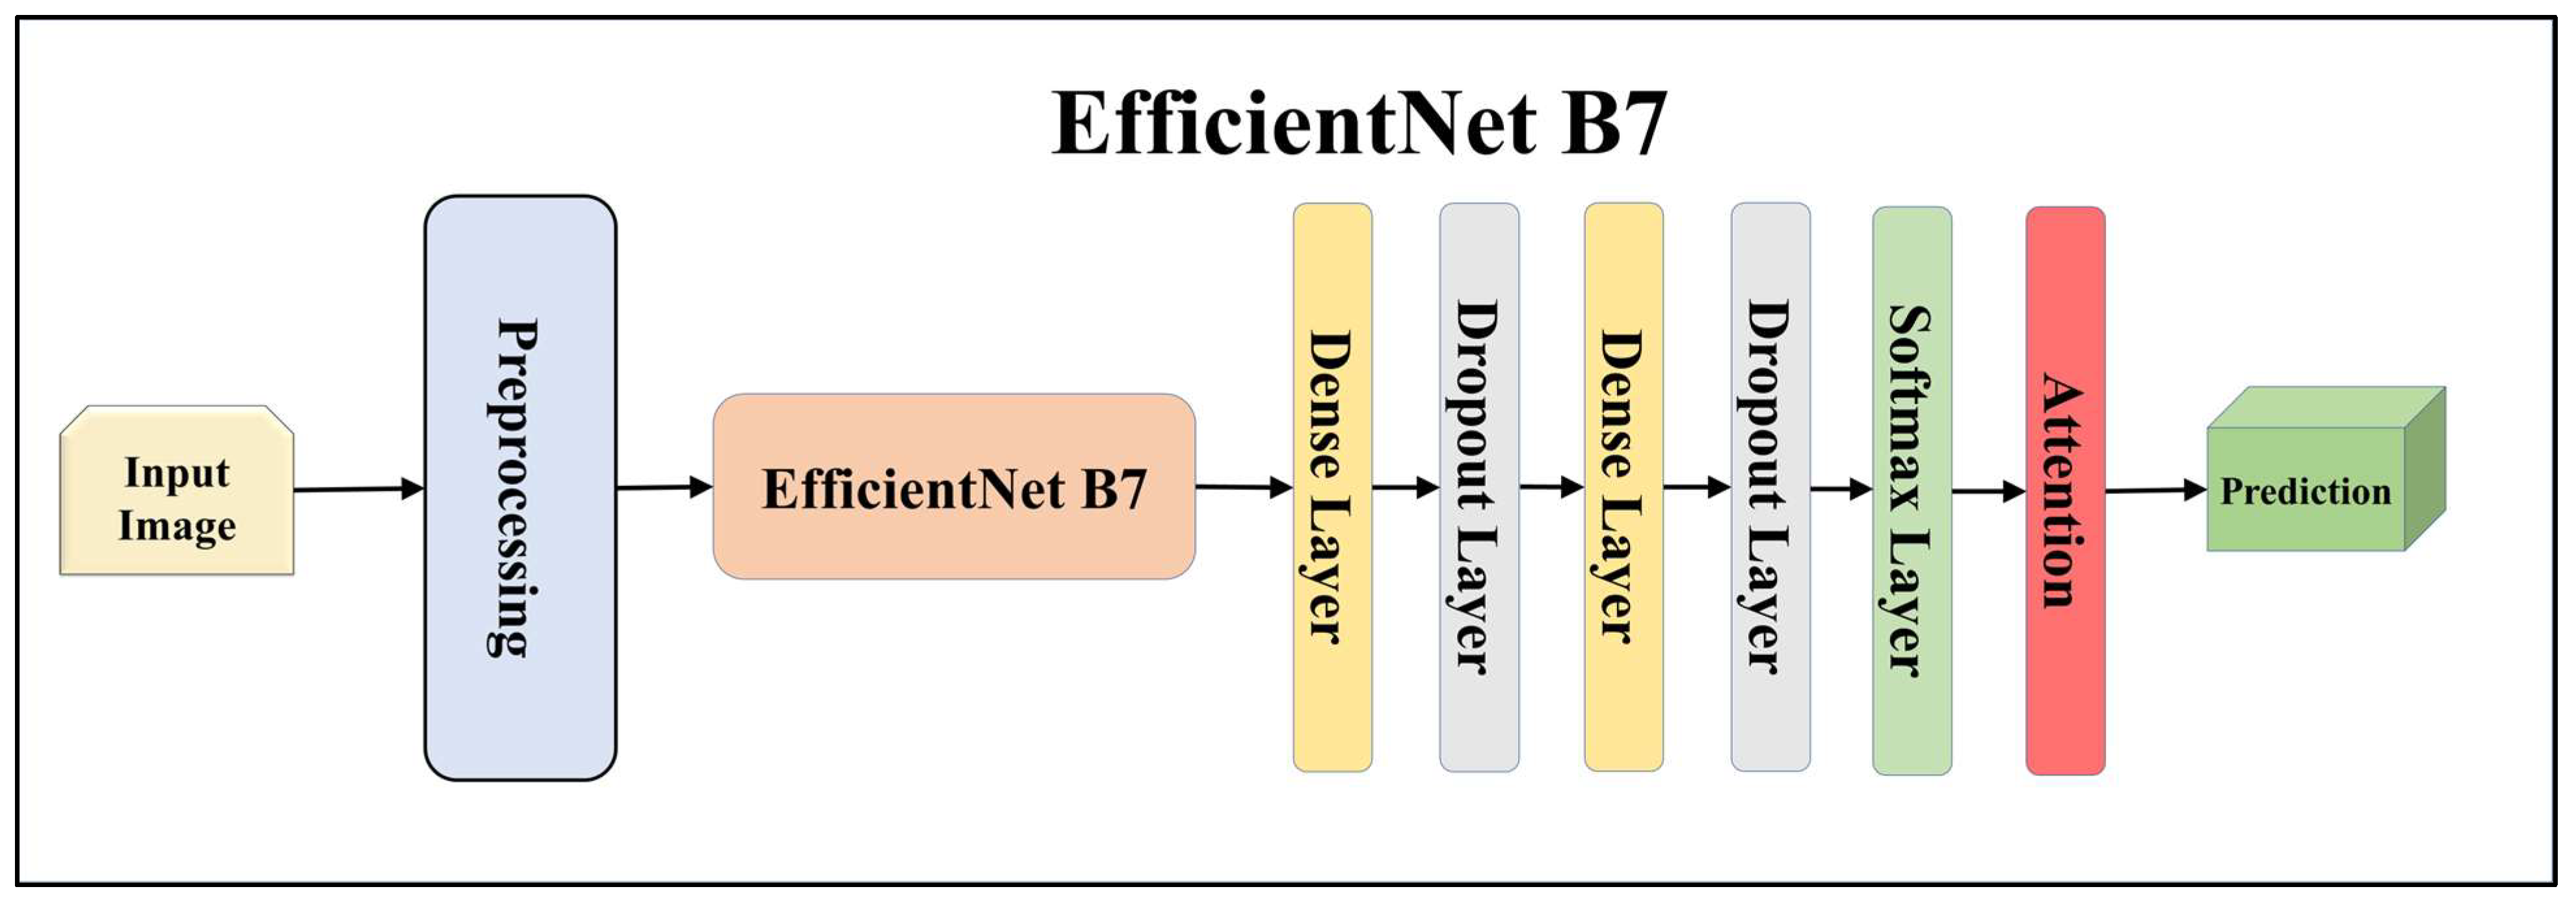 EfficientNet B7
Input
Image
Preprocessing
EfficientNet B7
Dense Layer
Dropout Layer
Dense Layer
Dropout Layer
Softmax Layer
Attention
Prediction